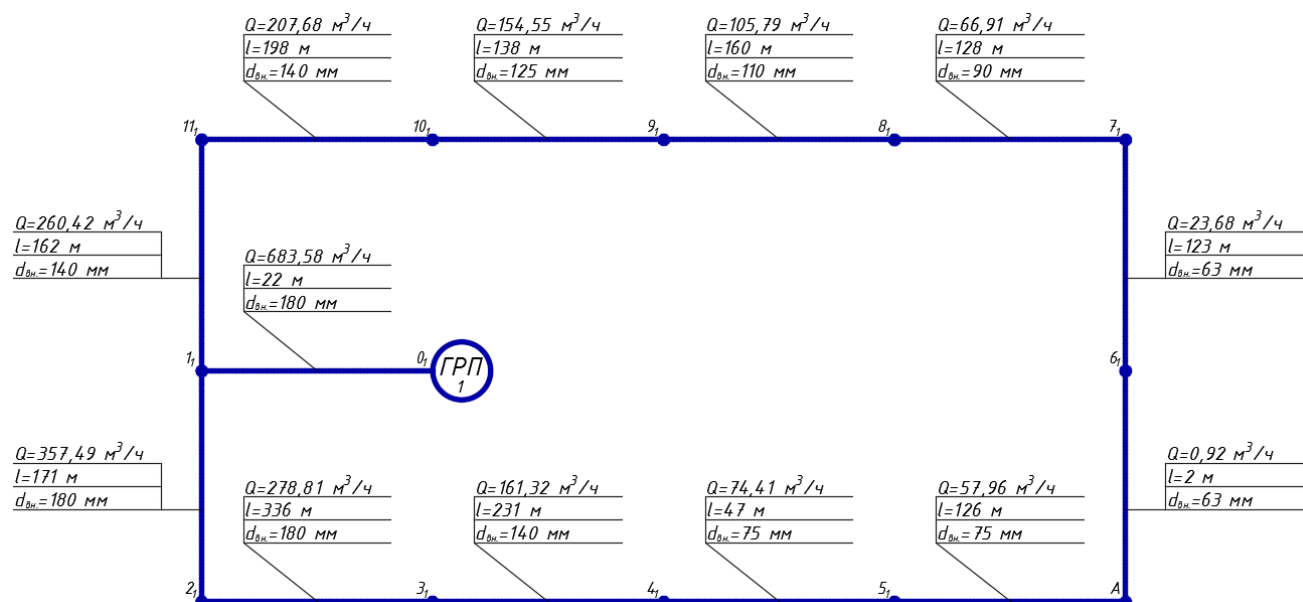 Q=207,68 м³/ч
l=198 м
dвн.=140 мм
Q=154,55 м³/ч
l=138 м
dвн.=125 мм
Q=105,79 м³/ч
l=160 м
dвн.=110 мм
Q=66,91 м³/ч
l=128 м
dвн.=90 мм
11₁
10₁
9₁
8₁
7₁
Q=260,42 м³/ч
l=162 м
dвн.=140 мм
Q=683,58 м³/ч
l=22 м
dвн.=180 мм
Q=23,68 м³/ч
l=123 м
dвн.=63 мм
1₁
0₁
ГРП
1
6₁
Q=357,49 м³/ч
l=171 м
dвн.=180 мм
Q=278,81 м³/ч
l=336 м
dвн.=180 мм
Q=161,32 м³/ч
l=231 м
dвн.=140 мм
Q=74,41 м³/ч
l=47 м
dвн.=75 мм
Q=57,96 м³/ч
l=126 м
dвн.=75 мм
Q=0,92 м³/ч
l=2 м
dвн.=63 мм
2₁
3₁
4₁
5₁
А